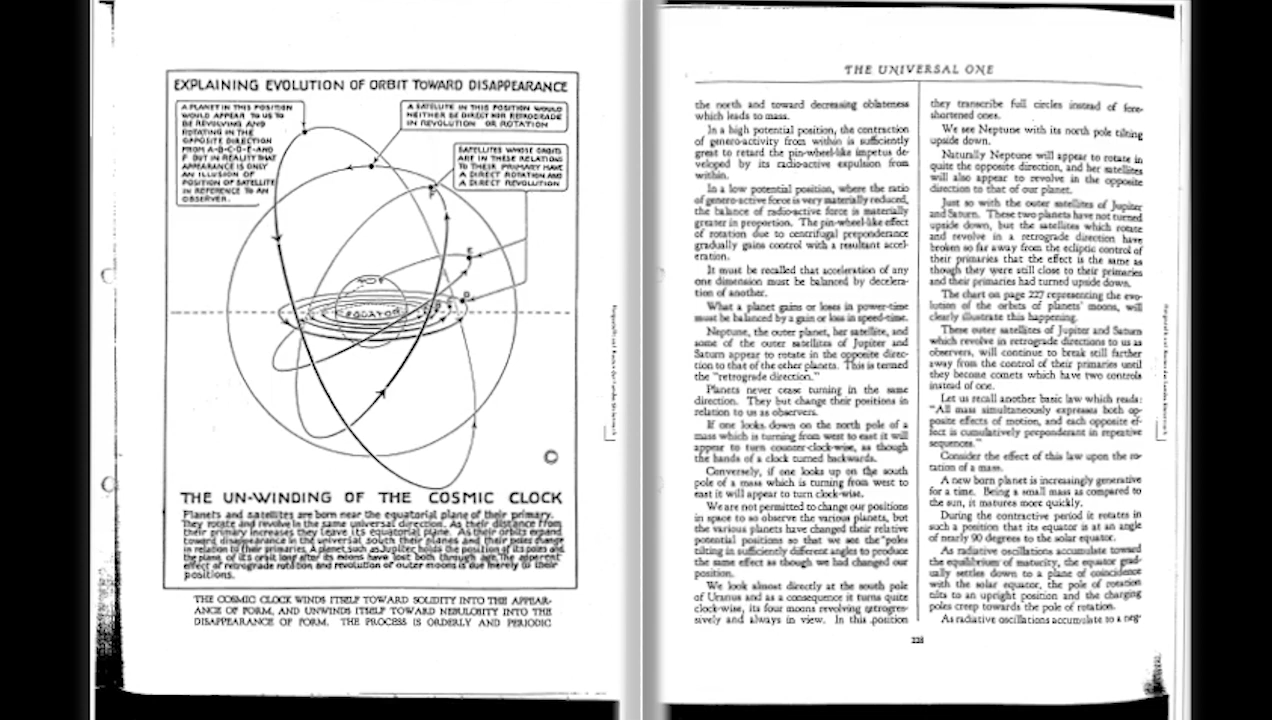 EXPLAINING EVOLUTION OF ORBIT TOWARD DISAPPEARANCE
A PLANET IN THIS POSITION
WOULD APPEAR TO US TO
BE REVOLVING AND
ROTATING IN THE
OPPOSITE DIRECTION
FROM A-B-C-D-E-AND
F BUT IN REALITY THAT
APPEARANCE IS ONLY
AN ILLUSION OF
POSITION OF SATELLITE
IN REFERENCE TO AN
OBSERVER.
A SATELLITE IN THIS POSITION WOULD
NEITHER BE DIRECT NOR RETROGRADE
IN REVOLUTION OR ROTATION
SATELLITES WHOSE ORBITS
ARE IN THESE RELATIONS
TO THEIR PRIMARY HAVE
A DIRECT ROTATION AND
A DIRECT REVOLUTION
F
E
D
EQUATOR
©
THE UN-WINDING OF THE COSMIC CLOCK
Planets and satellites are born near the equatorial plane of their primary.
They rotate and revolve in the same universal direction. As their distance from
their primary increases they leave its equatorial plane. As their orbits expand
toward disappearance in the universal south their planes and their poles change
in relation to their primaries. A planet such as Jupiter holds the position of its poles and
the plane of its orbit long after its moons have lost both through age. The apparent
effect of retrograde rotation and revolution of outer moons is due merely to their
positions.
THE COSMIC CLOCK WINDS ITSELF TOWARD SOLIDITY INTO THE APPEAR-
ANCE OF FORM, AND UNWINDS ITSELF TOWARD NEBULOSITY INTO THE
DISAPPEARANCE OF FORM. THE PROCESS IS ORDERLY AND PERIODIC
THE UNIVERSAL ONE
the north and toward decreasing oblateness
which leads to mass.
In a high potential position, the contraction
of genero-activity from within is sufficiently
great to retard the pin-wheel-like impetus de-
veloped by its radio-active expulsion from
within.
In a low potential position, where the ratio
of genero-active force is very materially reduced,
the balance of radio-active force is materially
greater in proportion. The pin-wheel-like effect
of rotation due to centrifugal preponderance
gradually gains control with a resultant accel-
eration.
It must be recalled that acceleration of any
one dimension must be balanced by decelera-
tion of another.
What a planet gains or loses in power-time
must be balanced by a gain or loss in speed-time.
Neptune, the outer planet, her satellite, and
some of the outer satellites of Jupiter and
Saturn appear to rotate in the opposite direc-
tion to that of the other planets. This is termed
the "retrograde direction."
Planets never cease turning in the same
direction. They but change their positions in
relation to us as observers.
If one looks down on the north pole of a
mass which is turning from west to east it will
appear to turn counter-clock-wise, as though
the hands of a clock turned backwards.
Conversely, if one looks up on the south
pole of a mass which is turning from west to
east it will appear to turn clock-wise.
We are not permitted to change our positions
in space to so observe the various planets, but
the various planets have changed their relative
potential positions so that we see the poles
tilting in sufficiently different angles to produce
the same effect as though we had changed our
position.
We look almost directly at the south pole
of Uranus and as a consequence it turns quite
clock-wise, its four moons revolving retrogres-
sively and always in view. In this position
they transcribe full circles instead of fore-
shortened ones.
We see Neptune with its north pole tilting
upside down.
Naturally Neptune will appear to rotate in
quite the opposite direction, and her satellites
will also appear to revolve in the opposite
direction to that of our planet.
Just so with the outer satellites of Jupiter
and Saturn. These two planets have not turned
upside down, but the satellites which rotate
and revolve in a retrograde direction have
broken so far away from the ecliptic control of
their primaries that the effect is the same as
though they were still close to their primaries
and their primaries had turned upside down.
The chart on page 227 representing the evo-
lution of the orbits of planets' moons, will
clearly illustrate this happening.
These outer satellites of Jupiter and Saturn
which revolve in retrograde directions to us as
observers, will continue to break still farther
away from the control of their primaries until
they become comets which have two controls
instead of one.
Let us recall another basic law which reads:
"All mass simultaneously expresses both op-
posite effects of motion, and each opposite ef-
fect is cumulatively preponderant in repetitive
sequences."
Consider the effect of this law upon the ro-
tation of a mass.
A new born planet is increasingly generative
for a time. Being a small mass as compared to
the sun, it matures more quickly.
During the contractive period it rotates in
such a position that its equator is at an angle
of nearly 90 degrees to the solar equator.
As radiative oscillations accumulate toward
the equilibrium of maturity, the equator grad-
ually settles down to a plane of coincidence
with the solar equator, the pole of rotation
tilts to an upright position and the charging
poles creep towards the pole of rotation.
As radiative oscillations accumulate to a neg-
228